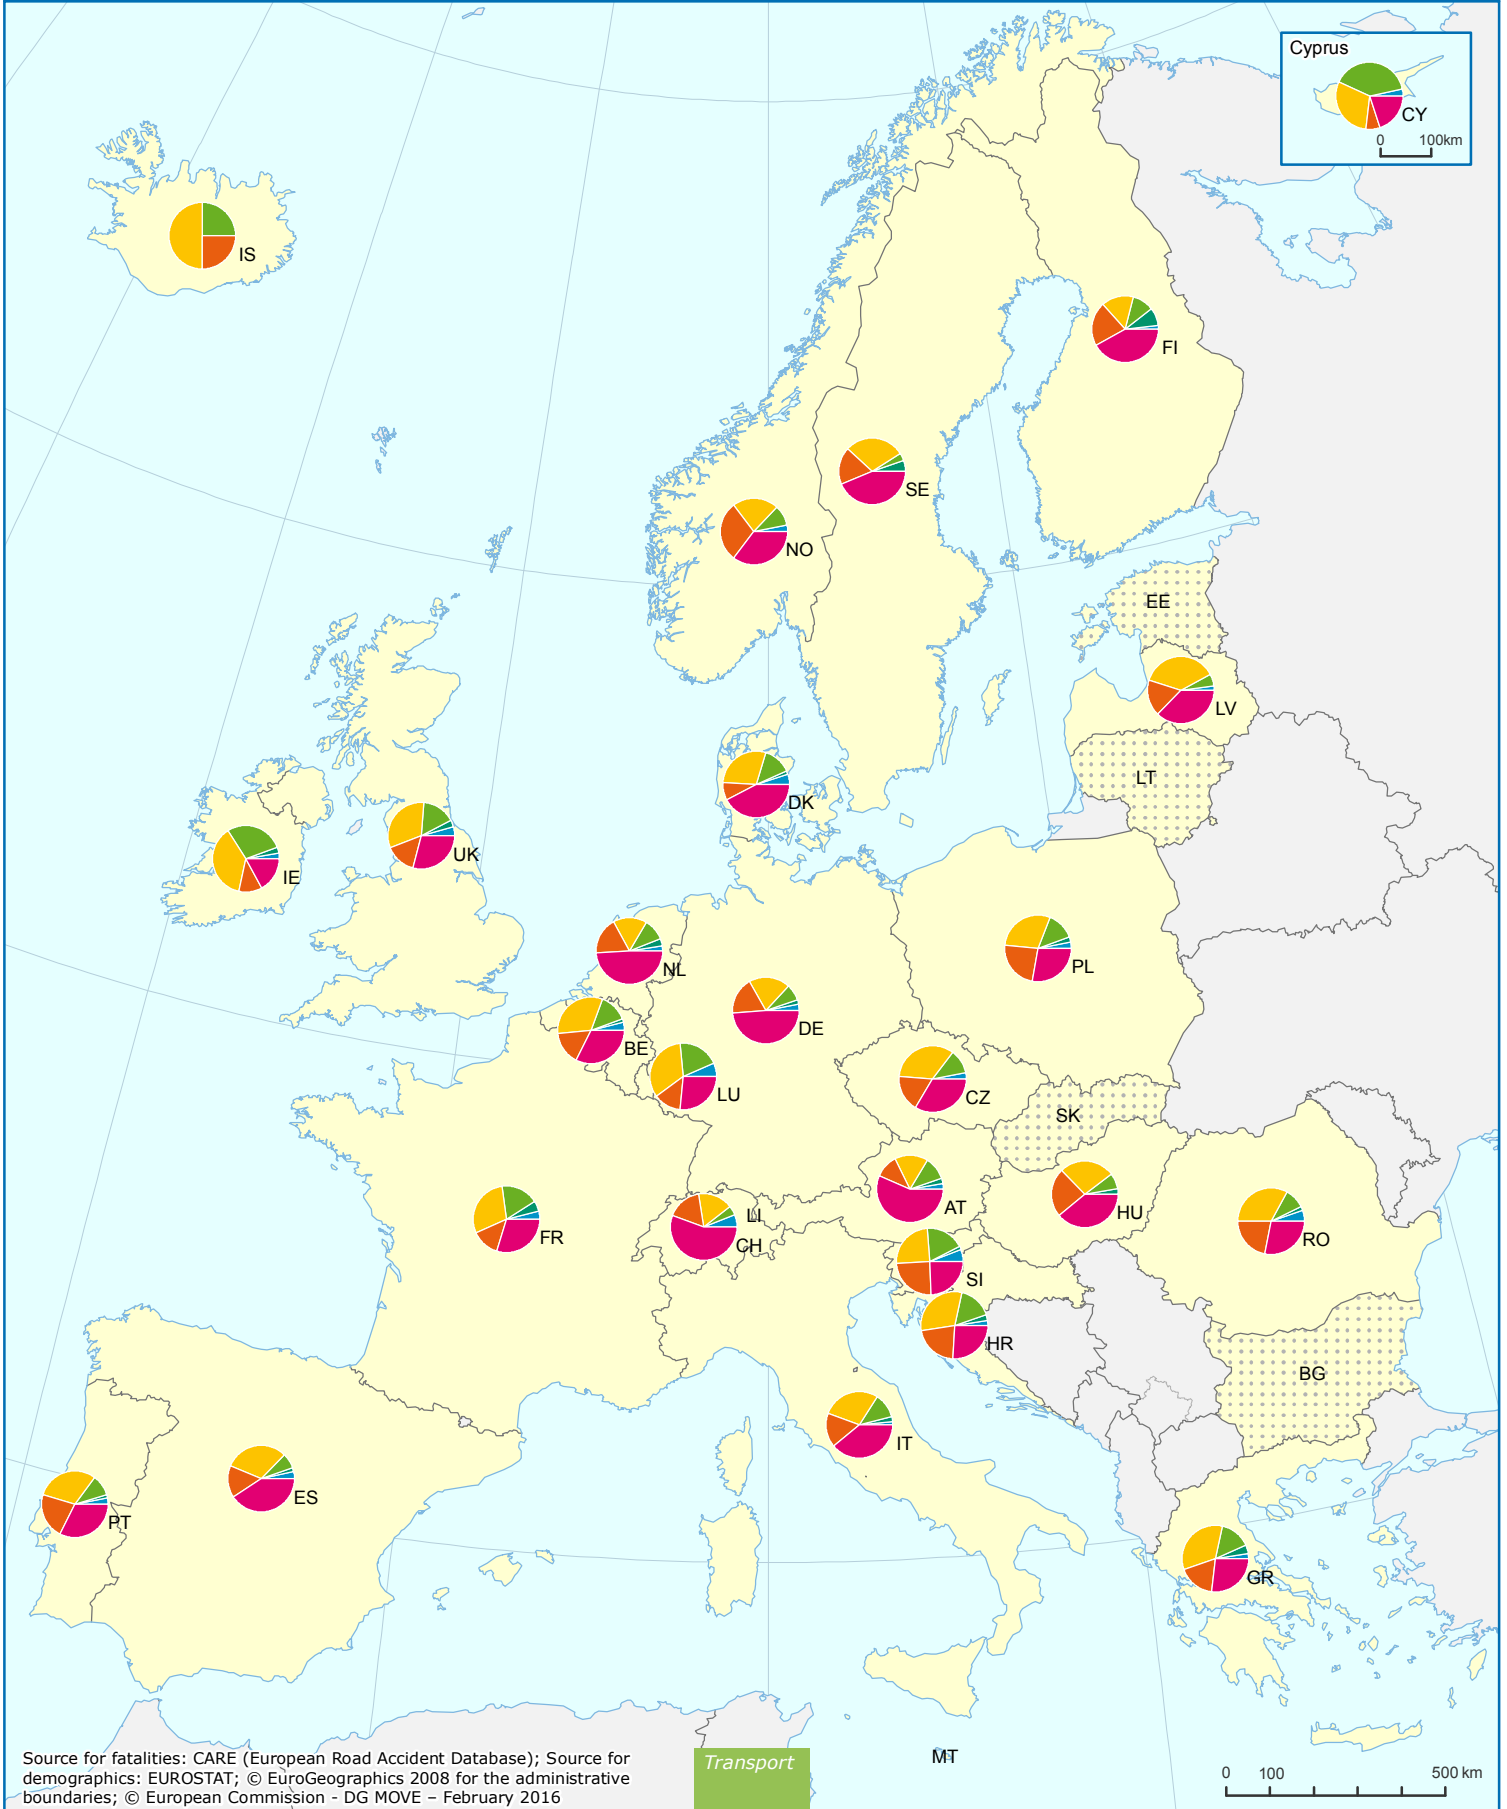 Cyprus
CY
0 100km
IS
FI
SE
NO
EE
LV
LT
DK
UK
IE
NL
PL
DE
BE
LU
CZ
SK
AT
HU
LI
CH
FR
RO
SI
HR
BG
IT
ES
PT
GR
MT
Source for fatalities: CARE (European Road Accident Database); Source for
demographics: EUROSTAT; © EuroGeographics 2008 for the administrative
boundaries; © European Commission - DG MOVE – February 2016
Transport
0 100 500 km